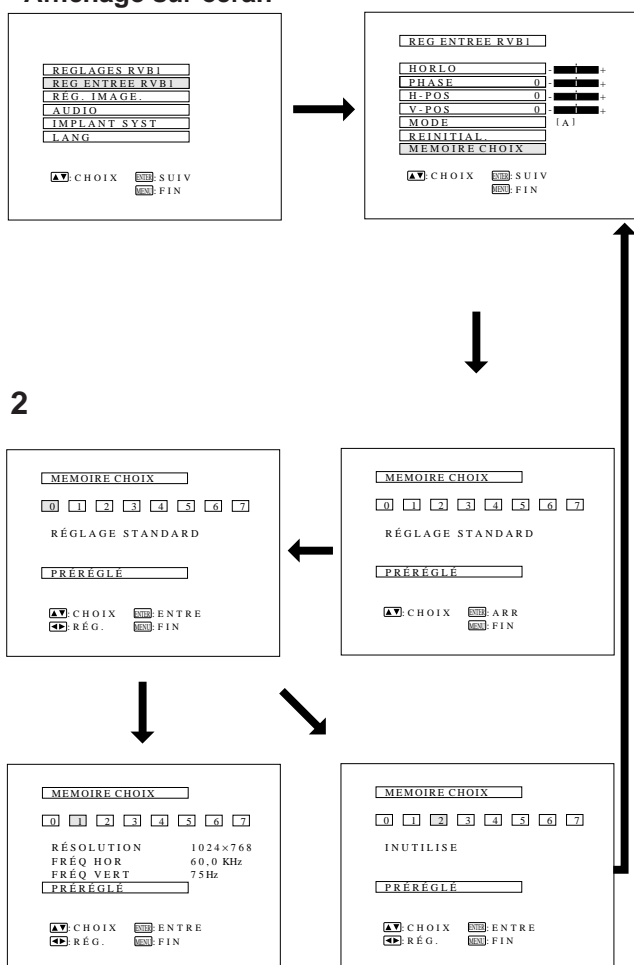 Affichage sur écran
REGLAGES RVB1
REG ENTREE RVB1
REG. IMAGE.
AUDIO
IMPLANT SYST
LANG
▲▼:CHOIX ENTER:SUIV
MENU:FIN
REG ENTREE RVB1
HORLO - +
PHASE 0 - +
H-POS 0 - +
V-POS 0 - +
MODE [A]
REINITIAL.
MEMOIRE CHOIX
▲▼:CHOIX ENTER:SUIV
MENU:FIN
2
MEMOIRE CHOIX
0 1 2 3 4 5 6 7
RÉGLAGE STANDARD
PRÉRÉGLÉ
▲▼:CHOIX ENTER:ENTRE
◄►:RÉG. MENU:FIN
MEMOIRE CHOIX
0 1 2 3 4 5 6 7
RÉGLAGE STANDARD
PRÉRÉGLÉ
▲▼:CHOIX ENTER:ARR
MENU:FIN
MEMOIRE CHOIX
0 1 2 3 4 5 6 7
RÉSOLUTION 1024×768
FRÉQ HOR 60,0 KHz
FRÉQ VERT 75Hz
PRÉRÉGLÉ
▲▼:CHOIX ENTER:ENTRE
◄►:RÉG. MENU:FIN
MEMOIRE CHOIX
0 1 2 3 4 5 6 7
INUTILISE
PRÉRÉGLÉ
▲▼:CHOIX ENTER:ENTRE
◄►:RÉG. MENU:FIN